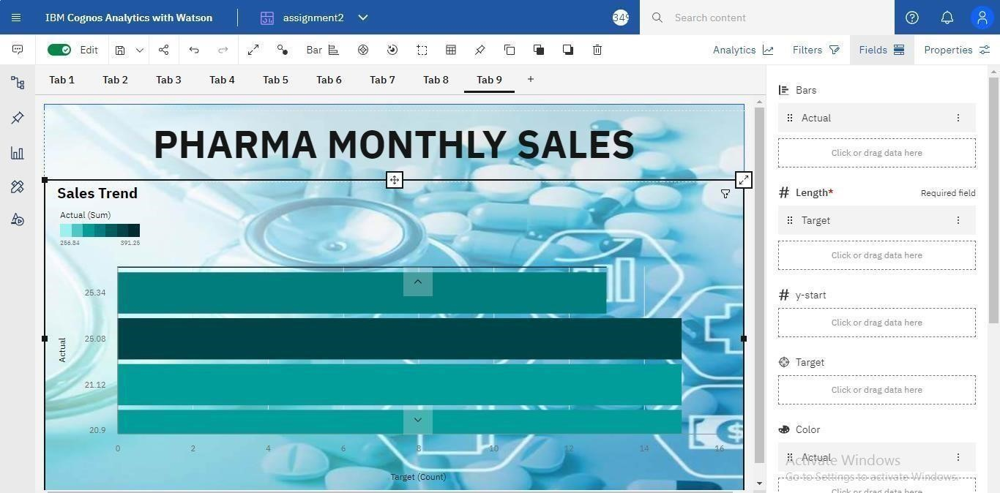 IBM Cognos Analytics with Watson
assignment2
Search content
Edit
Bar
Analytics
Filters
Fields
Properties
Tab 1 Tab 2 Tab 3 Tab 4 Tab 5 Tab 6 Tab 7 Tab 8 Tab 9 +
PHARMA MONTHLY SALES
Sales Trend
Actual (Sum)
256.84 391.25
Actual
25.34
25.08
21.12
20.9
0 2 4 6 8 10 12 14 16
Target (Count)
Bars
Actual
Click or drag data here
Length* Required field
Target
Click or drag data here
y-start
Click or drag data here
Target
Click or drag data here
Color
Actual
Activate Windows
Go to Settings to activate Windows.
Click or drag data here